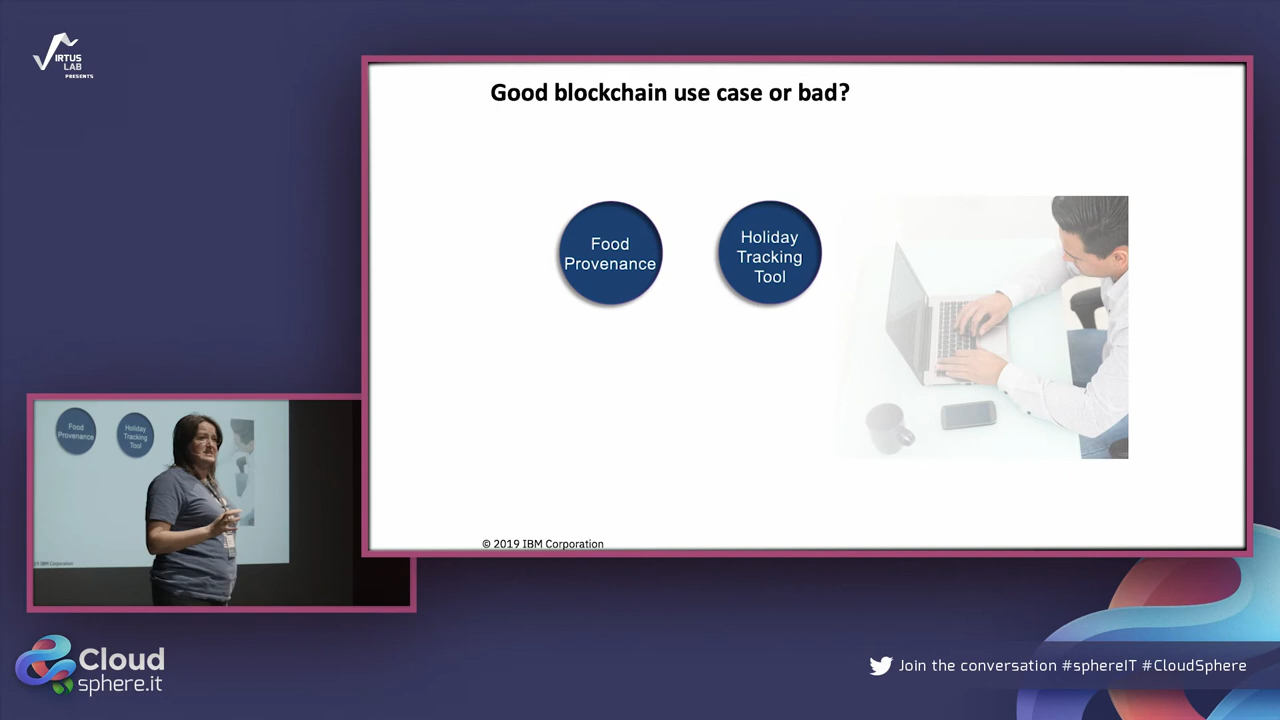 VIRTUS
LAB
PRESENTS
Good blockchain use case or bad?
Food
Provenance
Holiday
Tracking
Tool
© 2019 IBM Corporation
Food
Provenance
Holiday
Tracking
Tool
Cloud
sphere.it
Join the conversation #sphereIT #CloudSphere